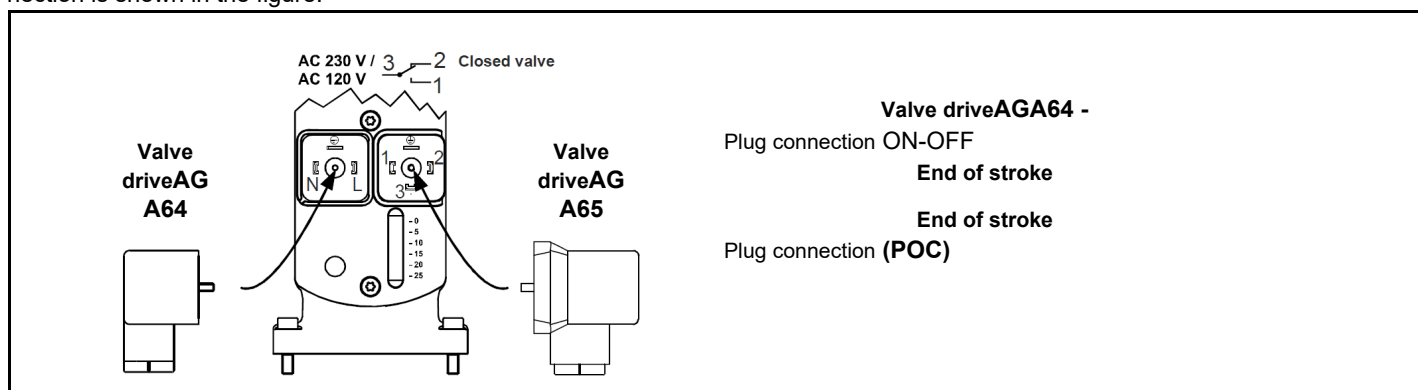 nection is shown in the figure.
AC 230 V / 3 2 Closed valve
AC 120 V 1
Valve
driveAG
A64
N L
1 2
3
- 0
- 5
- 10
- 15
- 20
- 25
Valve
driveAG
A65
Valve driveAGA64 -
Plug connection ON-OFF
End of stroke
End of stroke
Plug connection (POC)